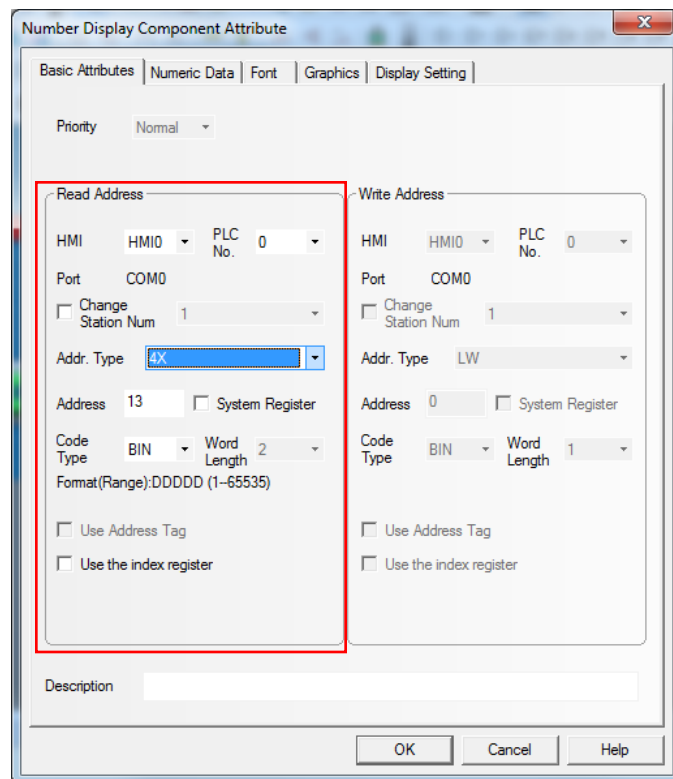 Number Display Component Attribute
Basic Attributes Numeric Data Font Graphics Display Setting
Priority Normal
Read Address
HMI HMI0 PLC No. 0
Port COM0
Change Station Num 1
Addr. Type 4X
Address 13 System Register
Code Type BIN Word Length 2
Format(Range):DDDDD (1--65535)
Use Address Tag
Use the index register
Write Address
HMI HMI0 PLC No. 0
Port COM0
Change Station Num 1
Addr. Type LW
Address 0 System Register
Code Type BIN Word Length 1
Use Address Tag
Use the index register
Description
OK Cancel Help